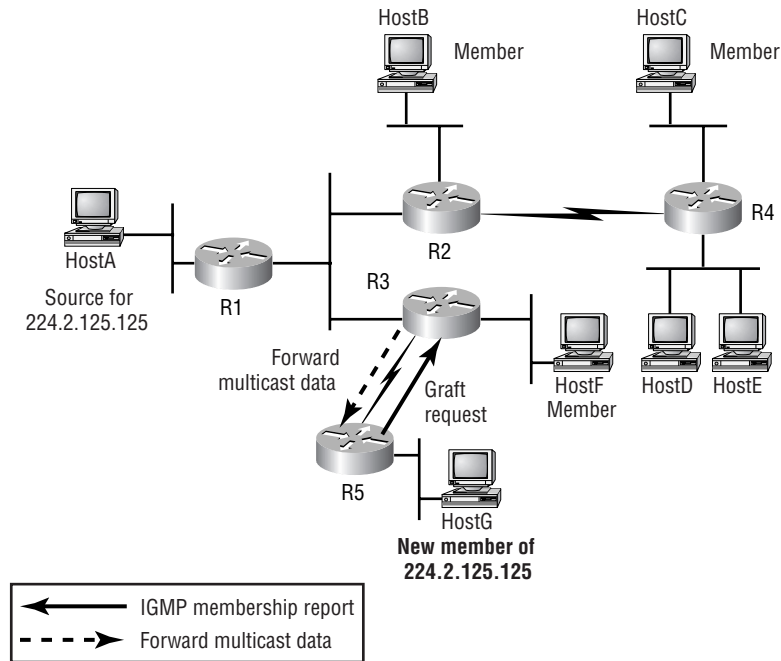 HostB
Member
HostC
Member
R4
R2
HostA
Source for
224.2.125.125
R1
R3
Forward
multicast data
Graft
request
HostF
Member
HostD
HostE
R5
HostG
New member of
224.2.125.125
IGMP membership report
Forward multicast data